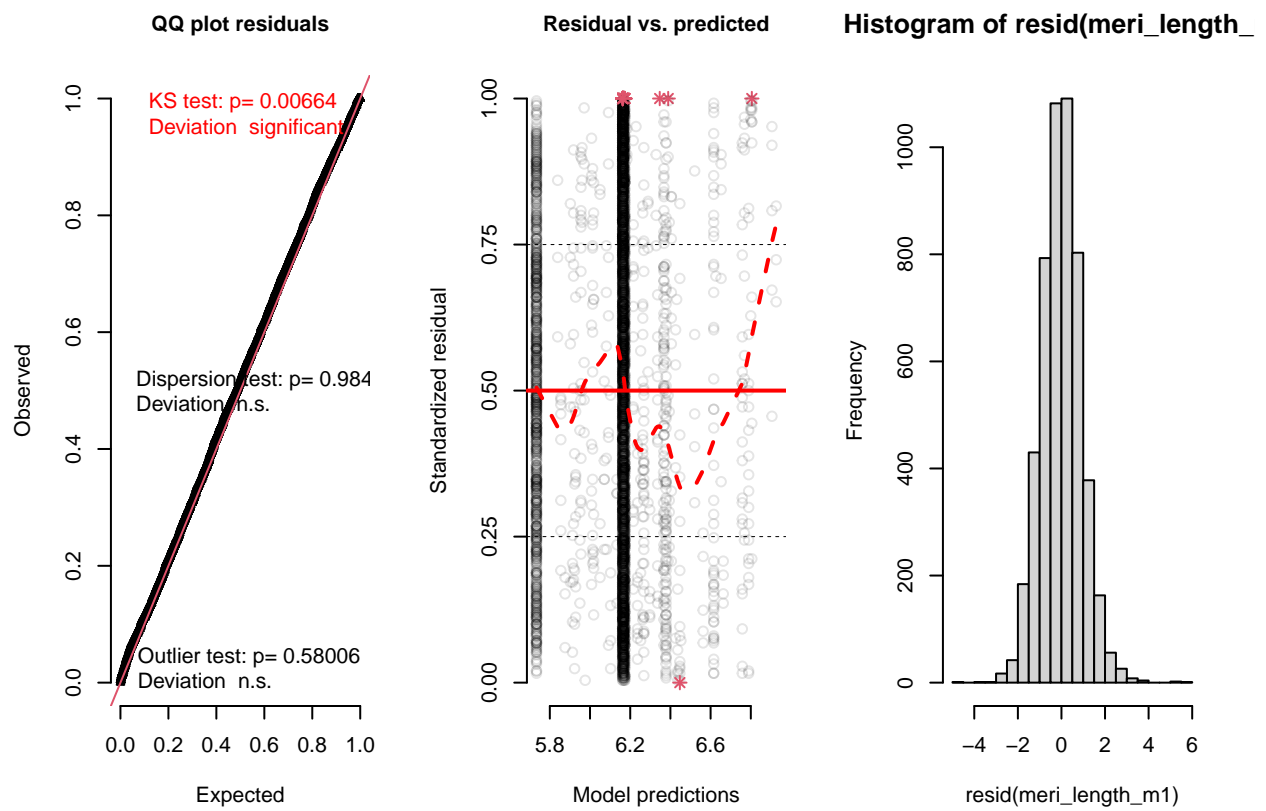 QQ plot residuals
KS test: p= 0.00664
Deviation significant
Dispersion test: p= 0.984
Deviation n.s.
Outlier test: p= 0.58006
Deviation n.s.
Observed
0.0 0.2 0.4 0.6 0.8 1.0
0.0 0.2 0.4 0.6 0.8 1.0
Expected
Residual vs. predicted
Standardized residual
0.00 0.25 0.50 0.75 1.00
5.8 6.2 6.6
Model predictions
Histogram of resid(meri_length_
Frequency
0 200 400 600 800 1000
−4 −2 0 2 4 6
resid(meri_length_m1)